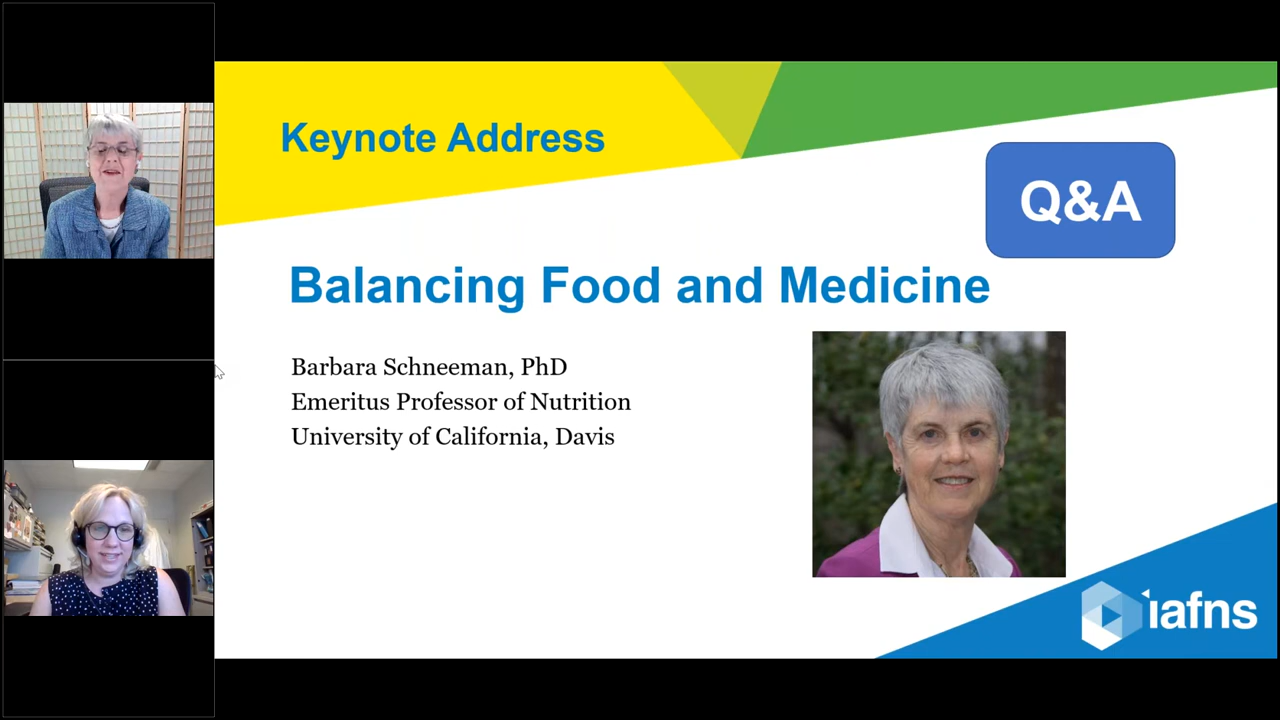 Keynote Address
Q&A
Balancing Food and Medicine
Barbara Schneeman, PhD
Emeritus Professor of Nutrition
University of California, Davis
iafns